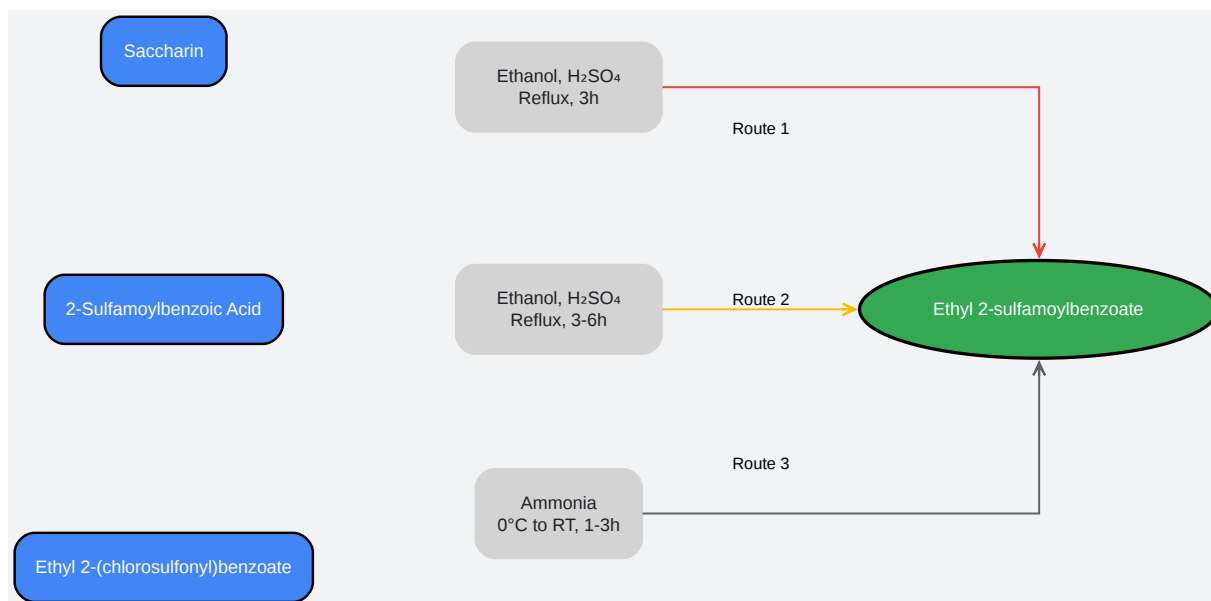 Saccharin
Ethanol, H₂SO₄
Reflux, 3h
Route 1
2-Sulfamoylbenzoic Acid
Ethanol, H₂SO₄
Reflux, 3-6h
Route 2
Ethyl 2-sulfamoylbenzoate
Route 3
Ammonia
0°C to RT, 1-3h
Ethyl 2-(chlorosulfonyl)benzoate